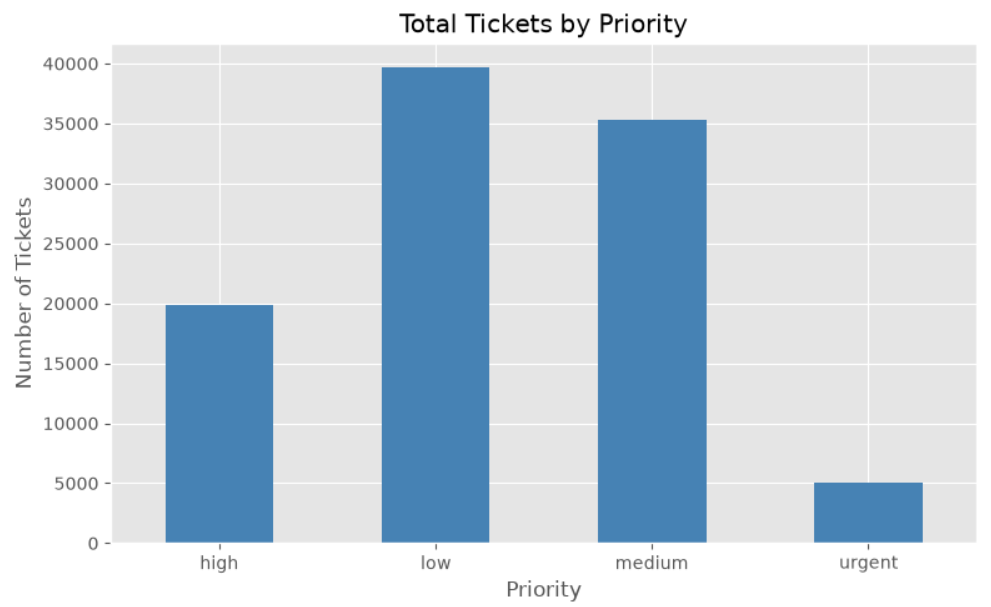 Total Tickets by Priority
Number of Tickets
40000
35000
30000
25000
20000
15000
10000
5000
0
high low medium urgent
Priority